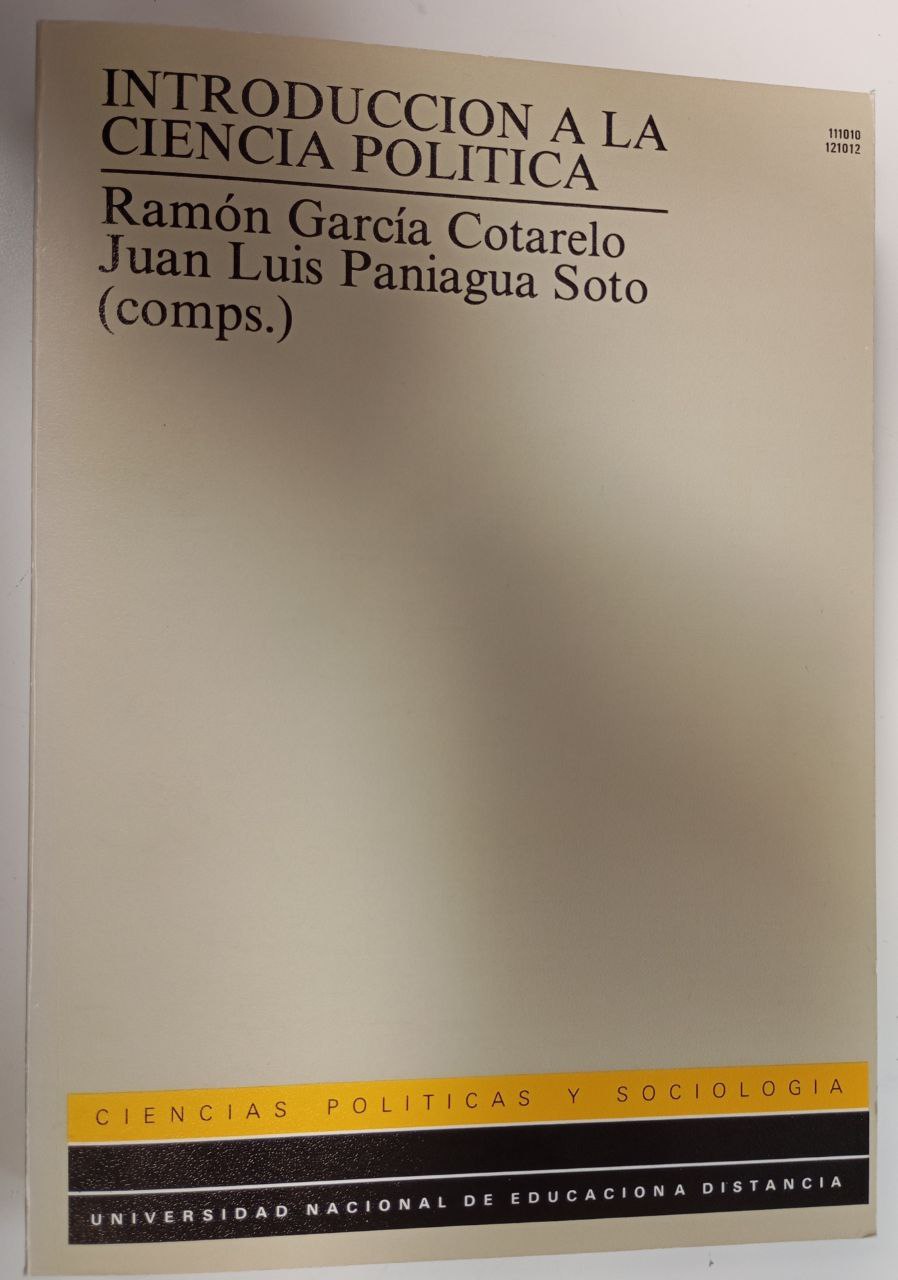 INTRODUCCION A LA
CIENCIA POLITICA
Ramón García Cotarelo
Juan Luis Paniagua Soto
(comps.)
111010
121012
CIENCIAS POLITICAS Y SOCIOLOGIA
UNIVERSIDAD NACIONAL DE EDUCACIONA DISTANCIA